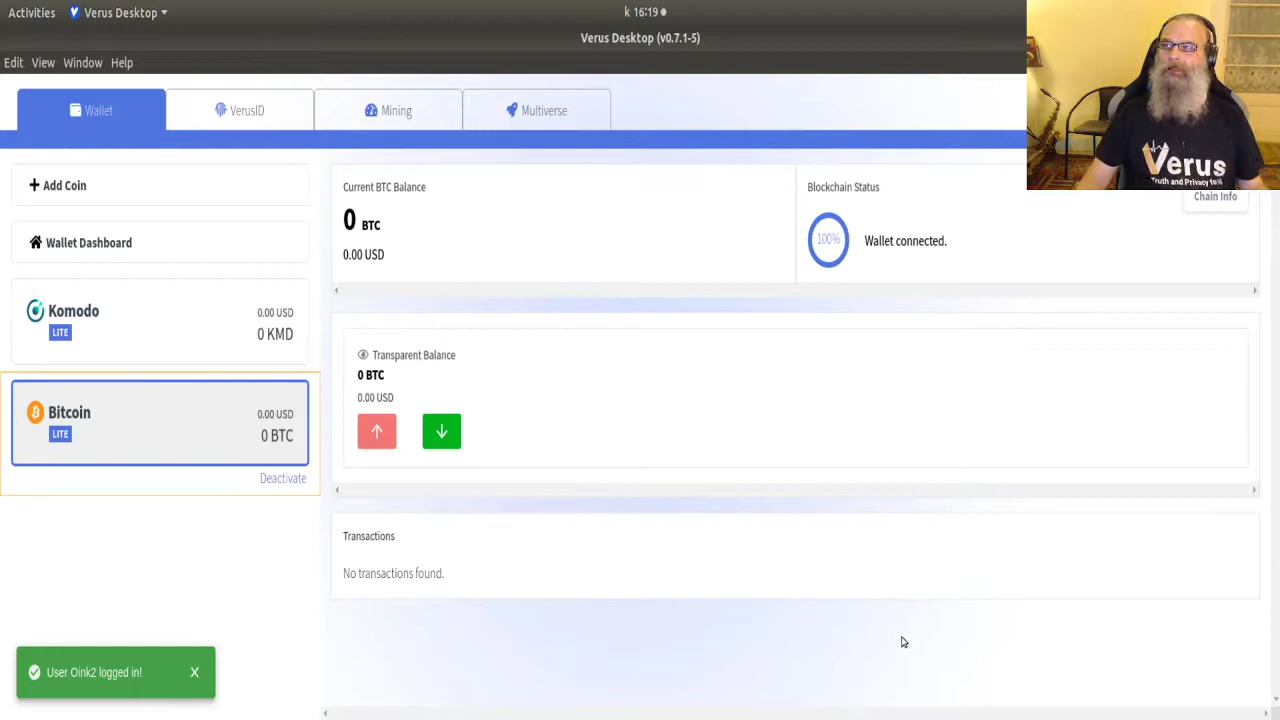 Activities Verus Desktop k 16:19
Verus Desktop (v0.7.1-5)
Edit View Window Help
Wallet VerusID Mining Multiverse
Add Coin
Wallet Dashboard
Komodo
LITE
0.00 USD
0 KMD
Bitcoin
LITE
0.00 USD
0 BTC
Deactivate
Current BTC Balance
0 BTC
0.00 USD
Blockchain Status
100%
Wallet connected.
Chain Info
Transparent Balance
0 BTC
0.00 USD
Transactions
No transactions found.
User Oink2 logged in!
X
Verus
Truth and Privacy